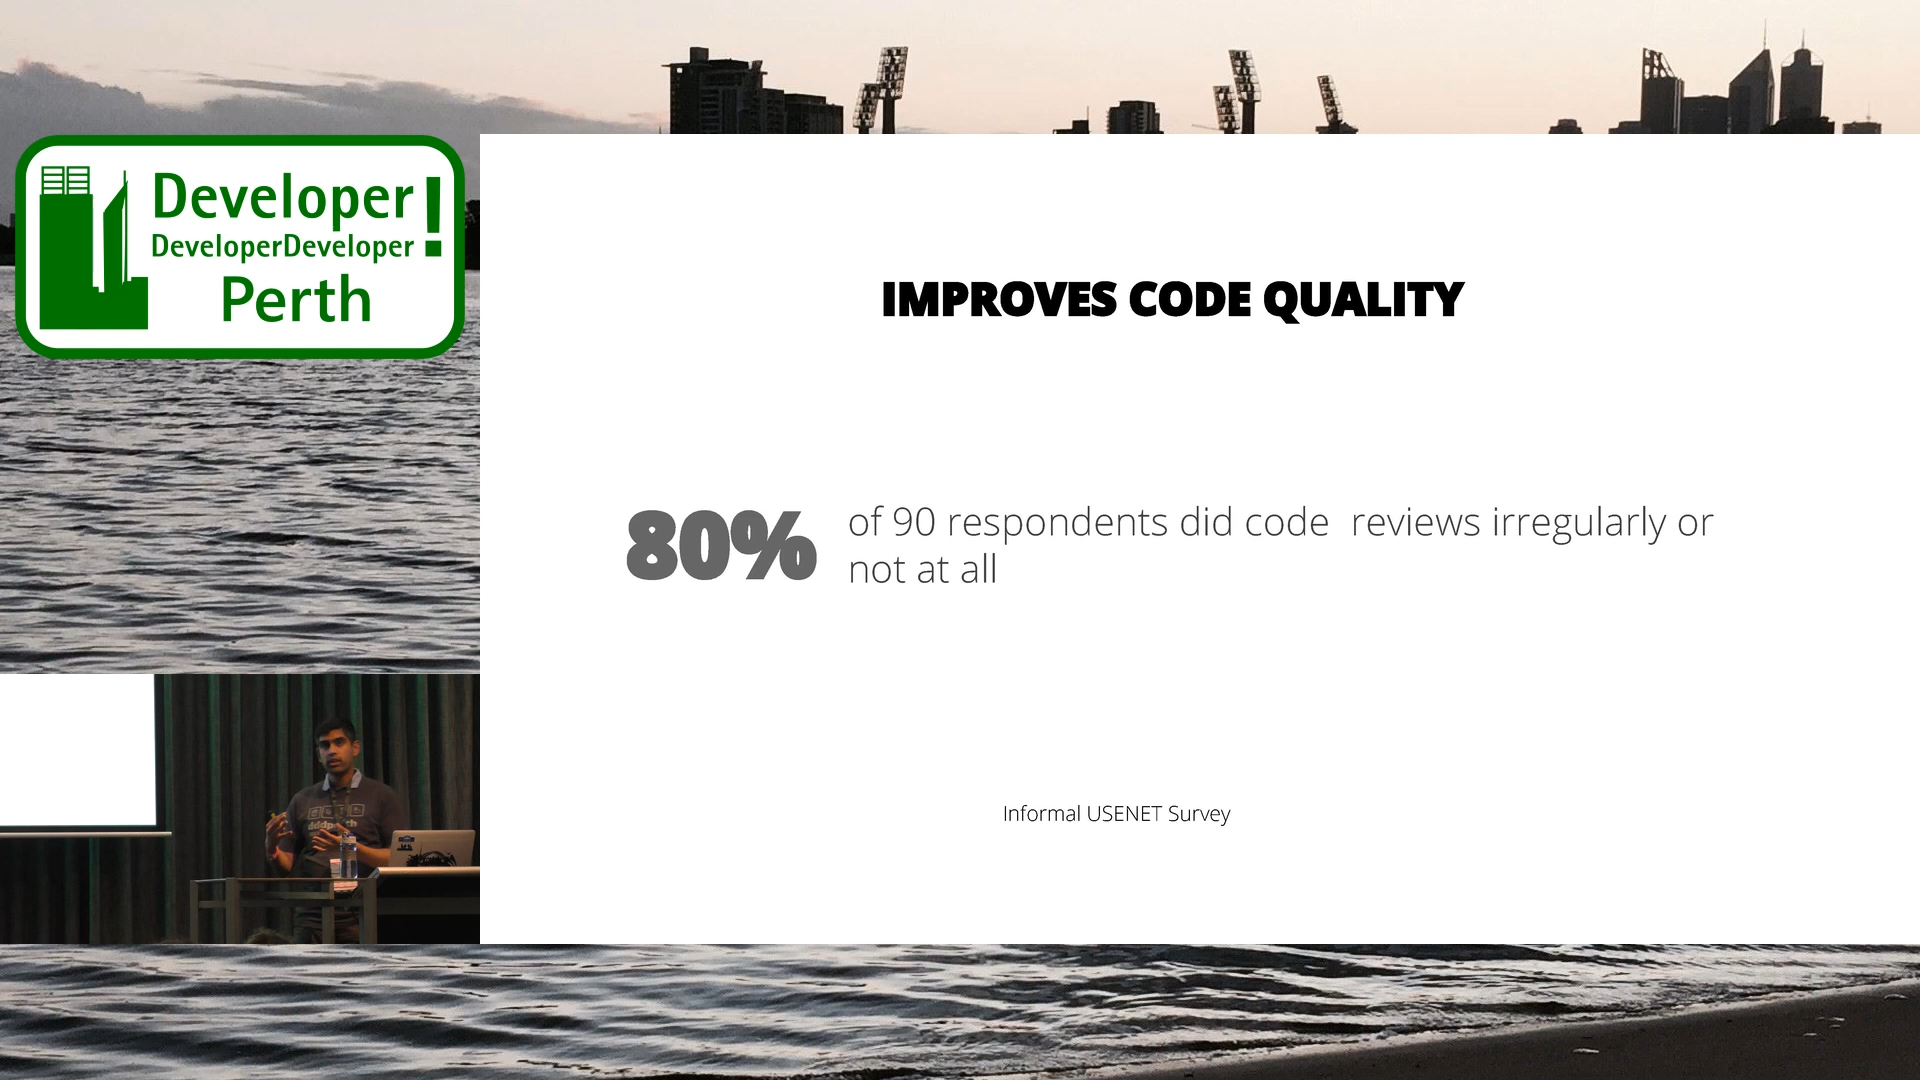 Developer!
DeveloperDeveloper
Perth
IMPROVES CODE QUALITY
80% of 90 respondents did code  reviews irregularly or
not at all
Informal USENET Survey